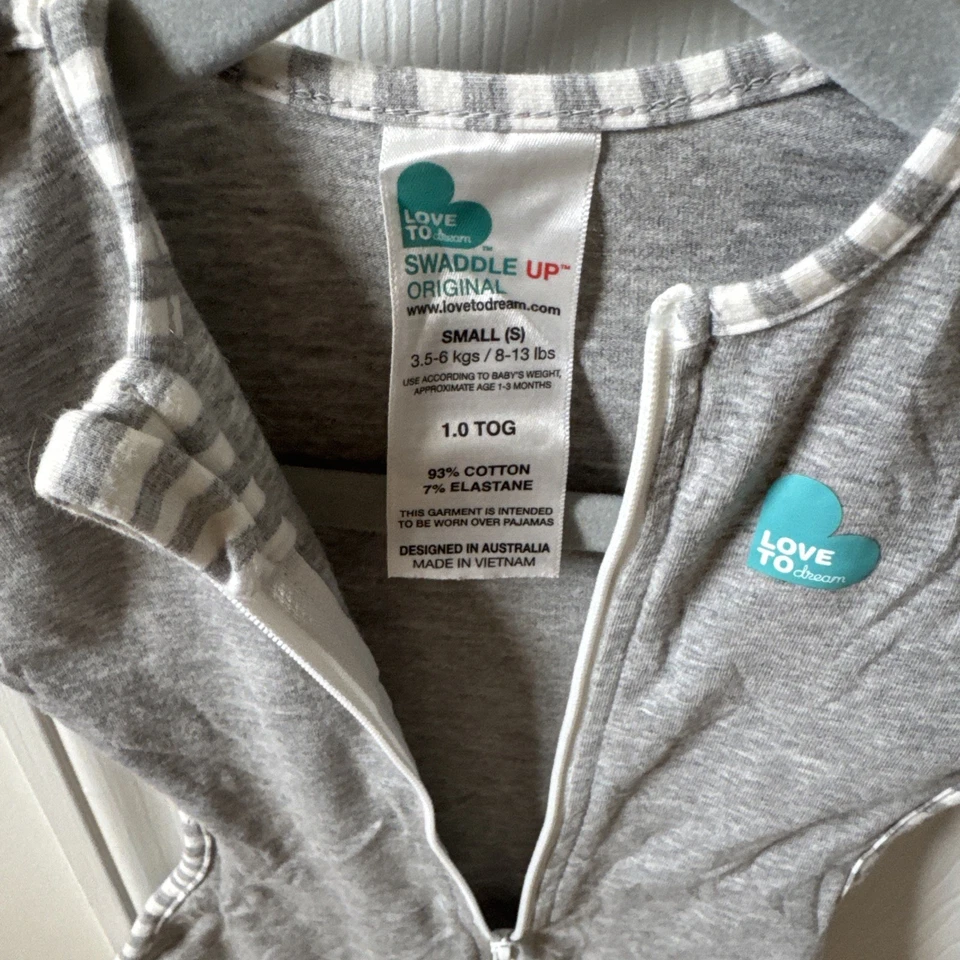 LOVE
TO dream™
SWADDLE UP™
ORIGINAL
www.lovetodream.com
SMALL (S)
3.5-6 kgs / 8-13 lbs
USE ACCORDING TO BABY'S WEIGHT,
APPROXIMATE AGE 1-3 MONTHS
1.0 TOG
93% COTTON
7% ELASTANE
THIS GARMENT IS INTENDED
TO BE WORN OVER PAJAMAS
DESIGNED IN AUSTRALIA
MADE IN VIETNAM
LOVE
TO dream